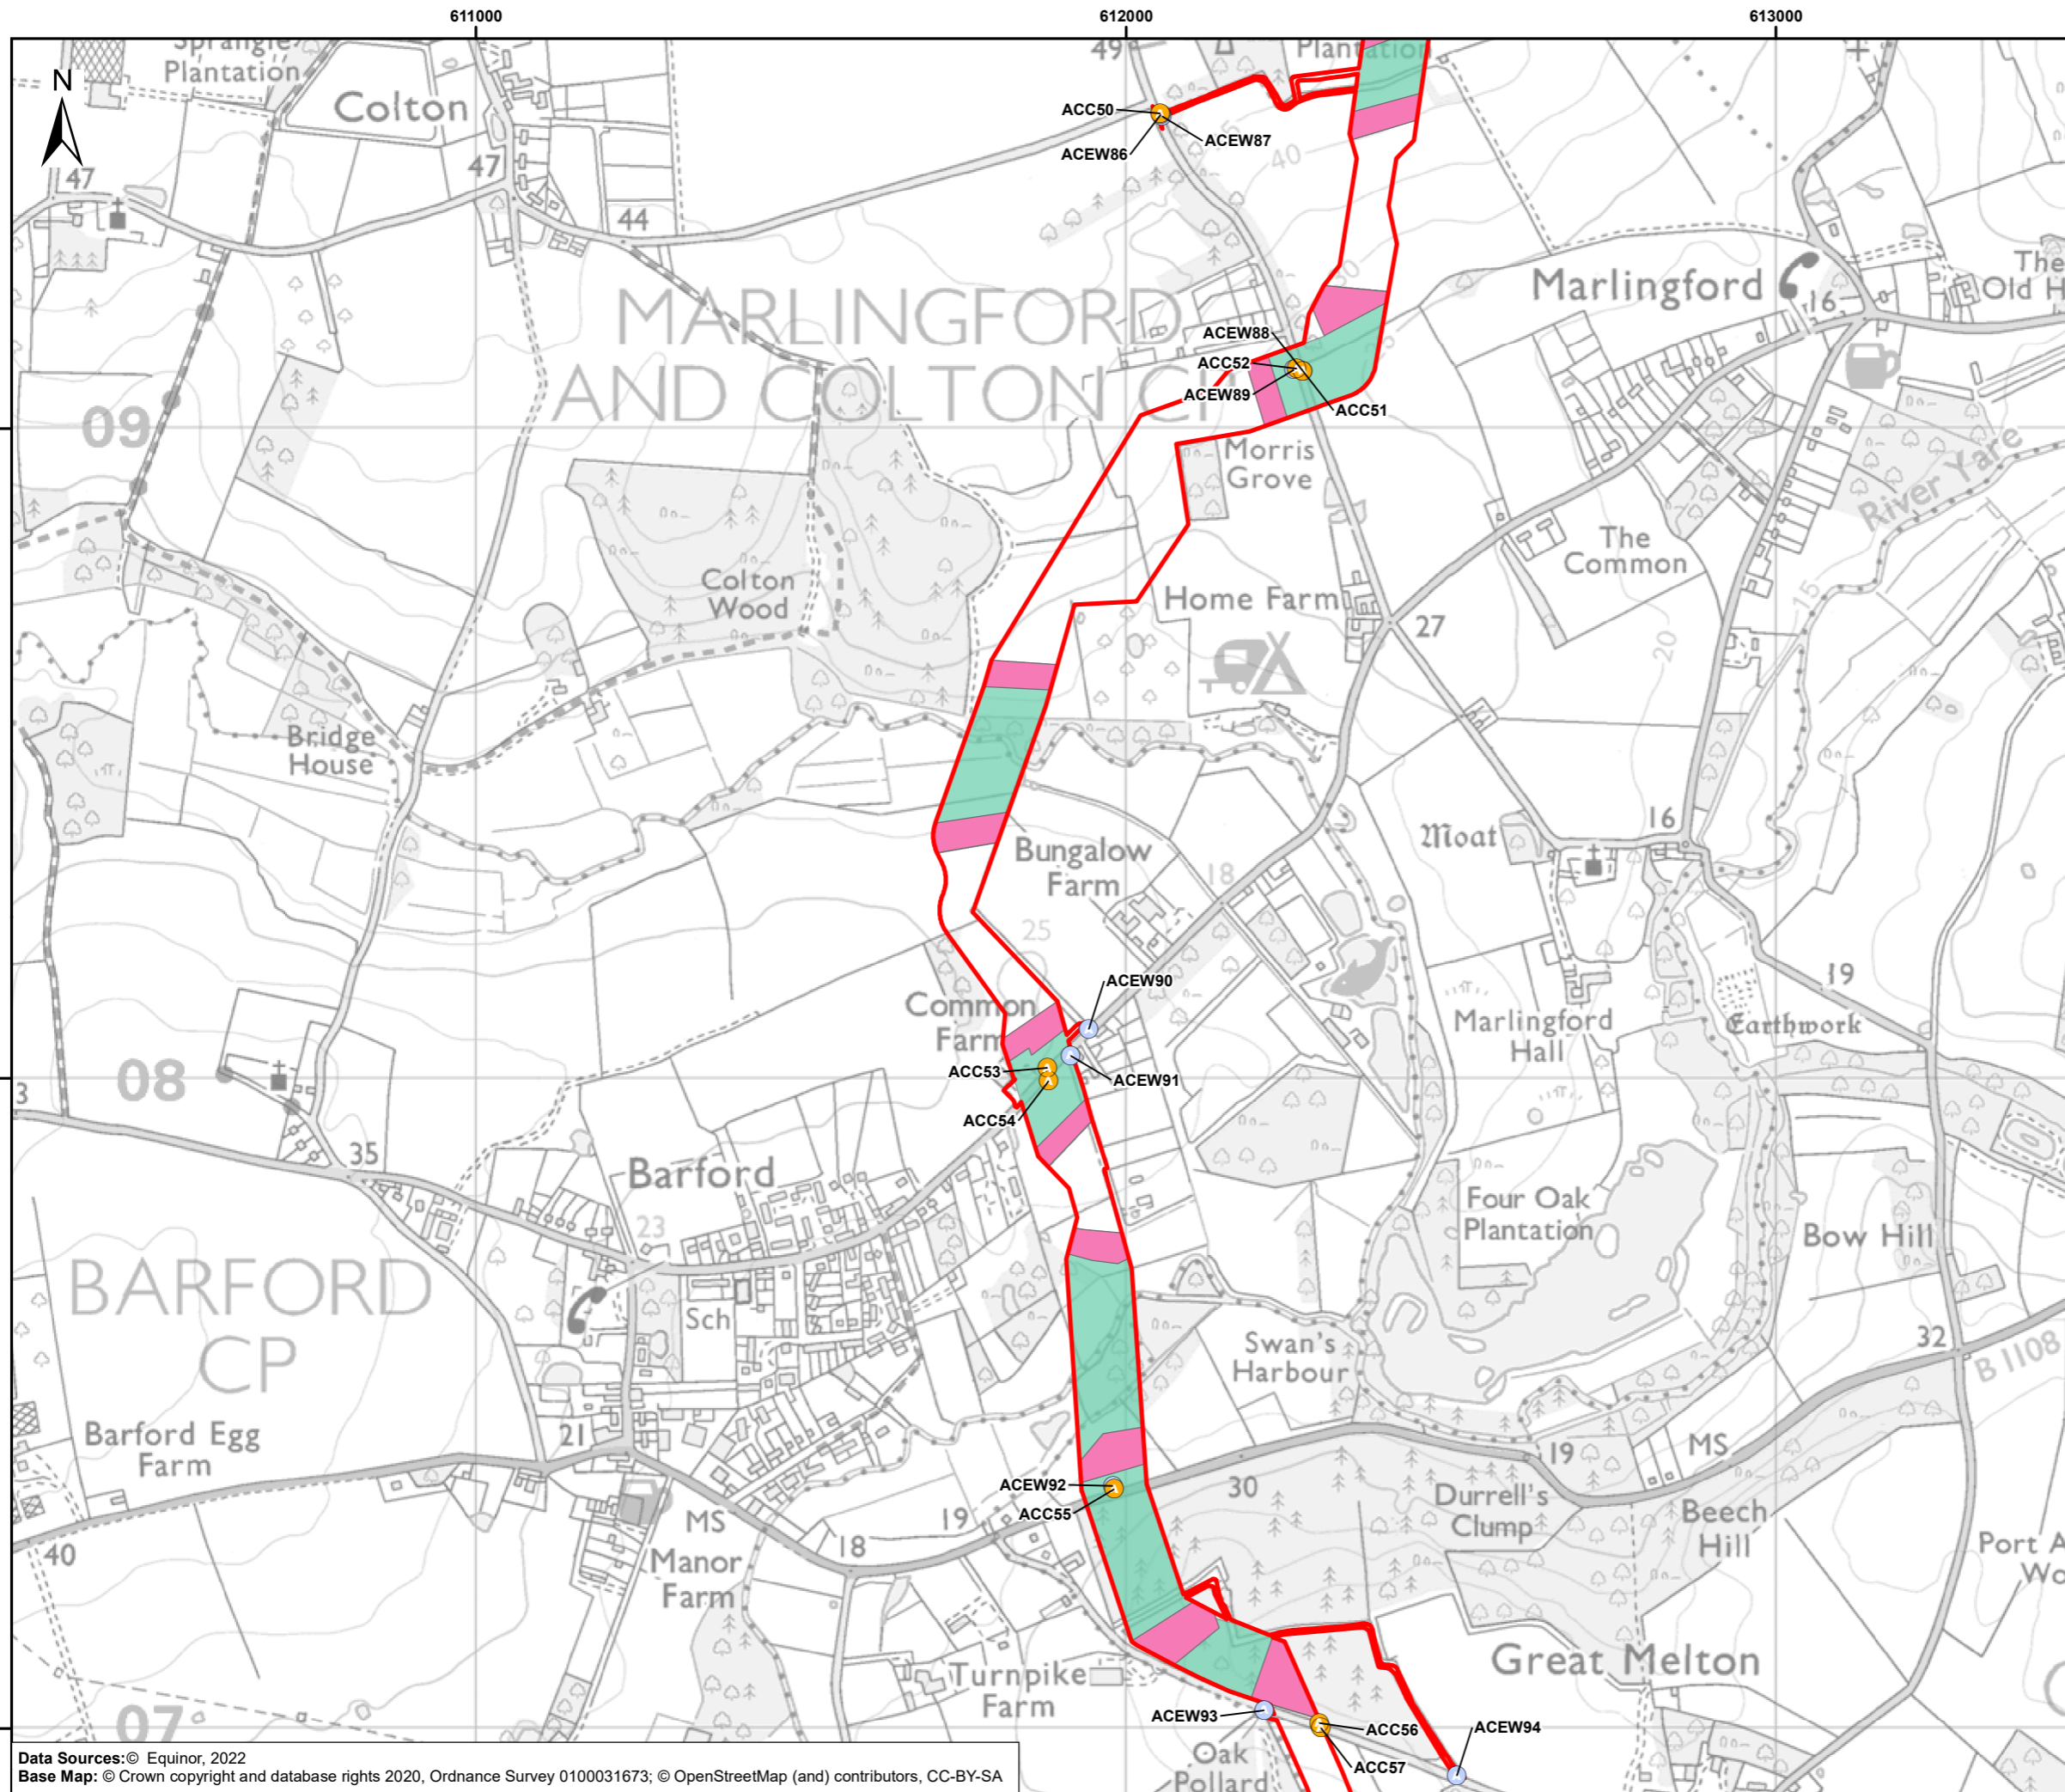 611000
612000
613000
Sprangle
Plantation
Colton
49
Plantation
N
ACC50
ACEW87
ACEW86
40
47
47
44
Marlingford
16
The
Old H
30
MARLINGFORD
AND COLTON CP
ACEW88
ACC52
ACEW89
ACC51
09
Morris
Grove
River Yare
The
Common
Colton
Wood
Home Farm
27
15
20
Bridge
House
Moat
16
Bungalow
Farm
18
25
ACEW90
Common
Farm
19
Marlingford
Hall
Earthwork
08
ACC53
ACEW91
3
ACC54
35
Barford
Four Oak
Plantation
Bow Hill
23
BARFORD
CP
Sch
Swan's
Harbour
32
B 1108
Barford Egg
Farm
21
19
MS
ACEW92
30
Durrell's
Clump
Beech
Hill
ACC55
19
MS
40
18
Port A
Wo
Manor
Farm
Great Melton
Turnpike
Farm
07
ACEW93
ACC56
ACEW94
Oak
Pollard
ACC57
Data Sources:© Equinor, 2022
Base Map: © Crown copyright and database rights 2020, Ordnance Survey 0100031673; © OpenStreetMap (and) contributors, CC-BY-SA